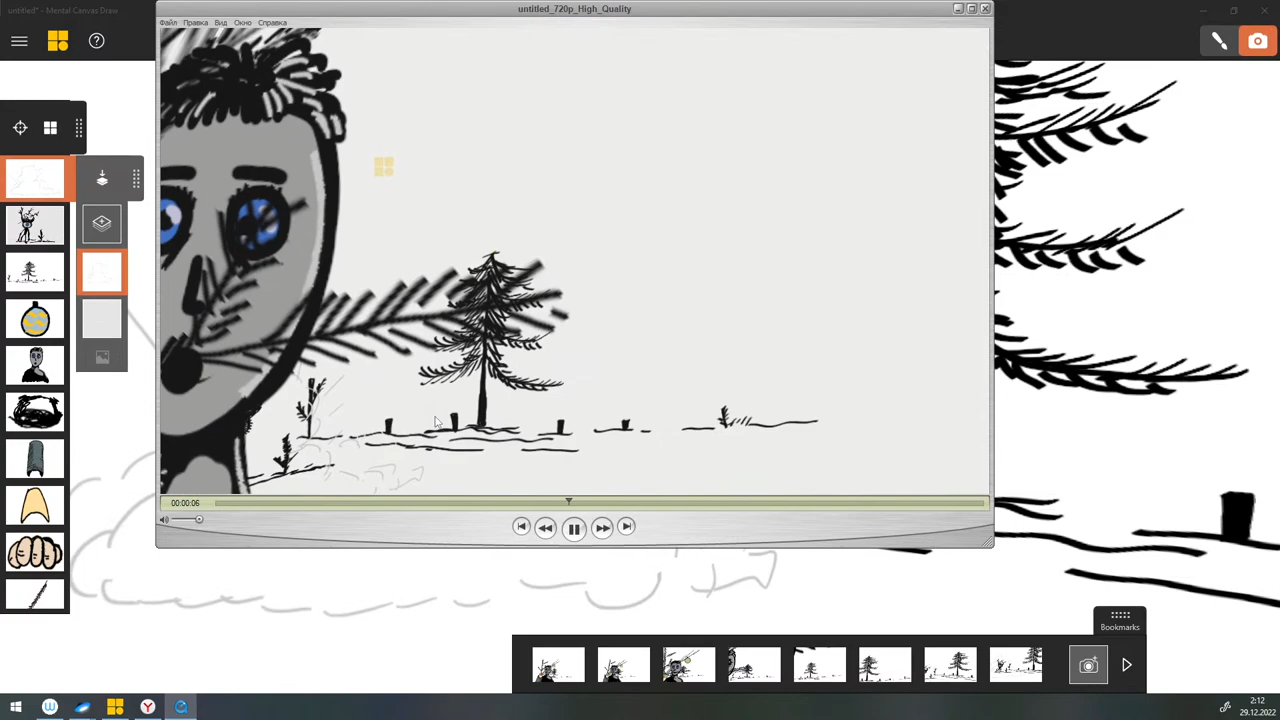 untitled* - Mental Canvas Draw
untitled_720p_High_Quality
Файл Правка Вид Окно Справка
00:00:06
Bookmarks
2:12
29.12.2022